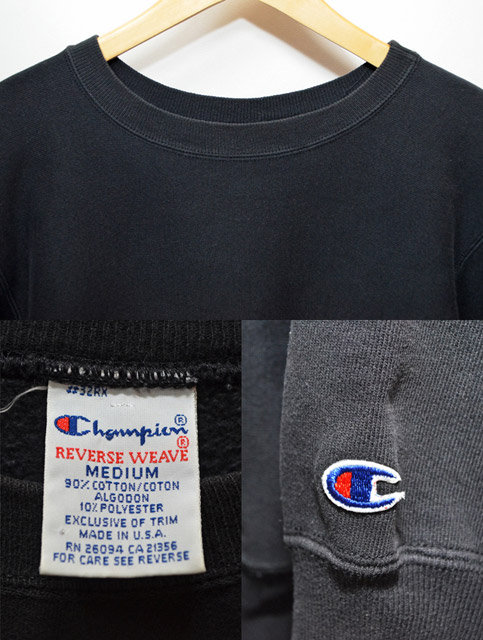 #32RX
Champion®
REVERSE WEAVE®
MEDIUM
90% COTTON/COTON
ALGODON
10% POLYESTER
EXCLUSIVE OF TRIM
MADE IN U.S.A.
RN 26094 CA 21356
FOR CARE SEE REVERSE